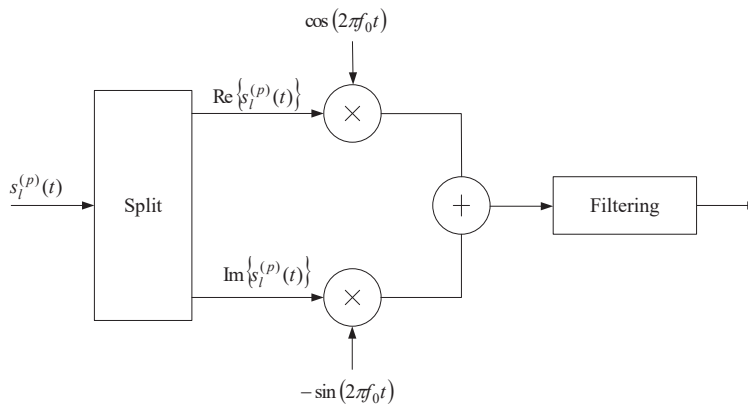 cos(2πf₀t)
Re{s_l^(p)(t)}
×
s_l^(p)(t)
Split
+
Filtering
Im{s_l^(p)(t)}
×
−sin(2πf₀t)